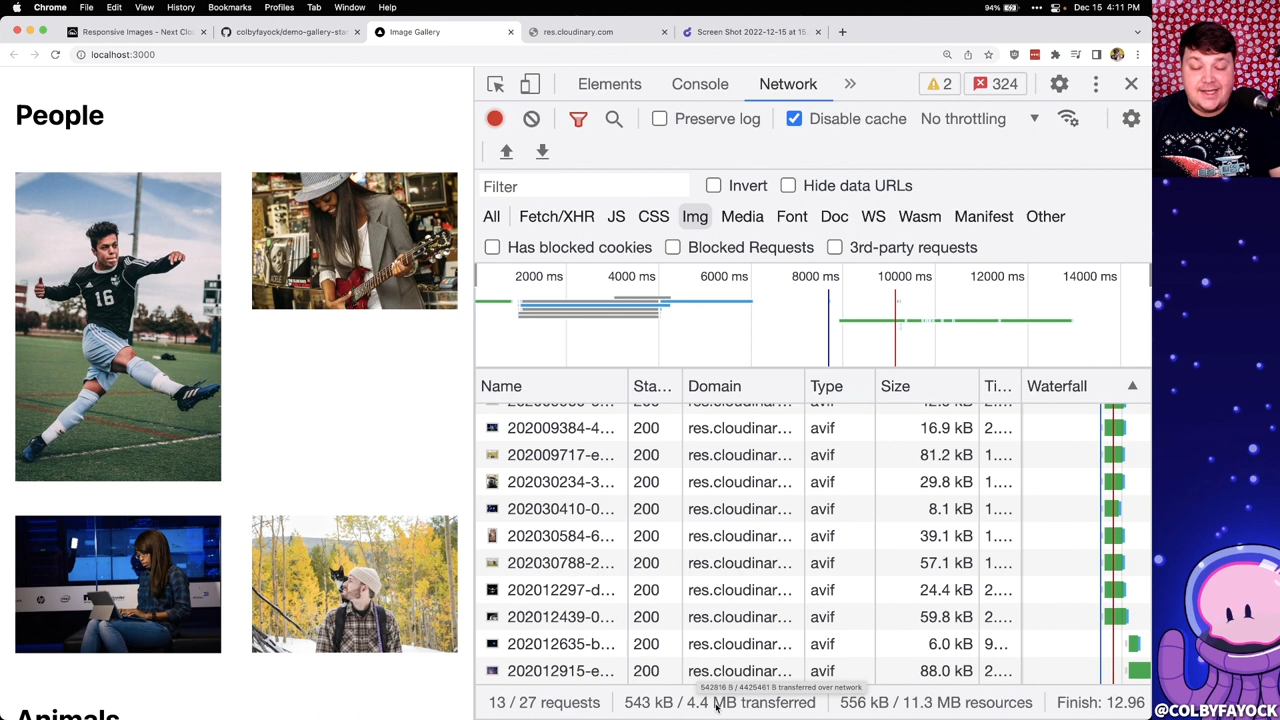 Chrome File Edit View History Bookmarks Profiles Tab Window Help 94% Dec 15 4:11 PM
Responsive Images - Next Clo × colbyfayock/demo-gallery-star × Image Gallery × res.cloudinary.com × Screen Shot 2022-12-15 at 15. × +
localhost:3000
People
16
hp
Animals
Elements Console Network » 2 324
Preserve log Disable cache No throttling
Filter Invert Hide data URLs
All Fetch/XHR JS CSS Img Media Font Doc WS Wasm Manifest Other
Has blocked cookies Blocked Requests 3rd-party requests
2000 ms 4000 ms ms 10000 ms ms 14000 ms
Name Sta... Domain Type Size Ti... Waterfall
202009384-4... 200 res.cloudinar... avif 16.9 kB 2....
202009717-e... 200 res.cloudinar... avif 81.2 kB 1....
202030234-3... 200 res.cloudinar... avif 29.8 kB 1....
202030410-0... 200 res.cloudinar... avif 8.1 kB 1....
202030584-6... 200 res.cloudinar... avif 39.1 kB 1....
202030788-2... 200 res.cloudinar... avif 57.1 kB 1....
202012297-d... 200 res.cloudinar... avif 24.4 kB 2....
202012439-0... 200 res.cloudinar... avif 59.8 kB 2....
202012635-b... 200 res.cloudinar... avif 6.0 kB 9....
202012915-e... 200 res.cloudinar... avif 88.0 kB 2....
542816 B / 4425461 B transferred over network
13 / 27 requests 543 kB / 4.4 MB transferred 556 kB / 11.3 MB resources Finish: 12.96
@COLBYFAYOCK